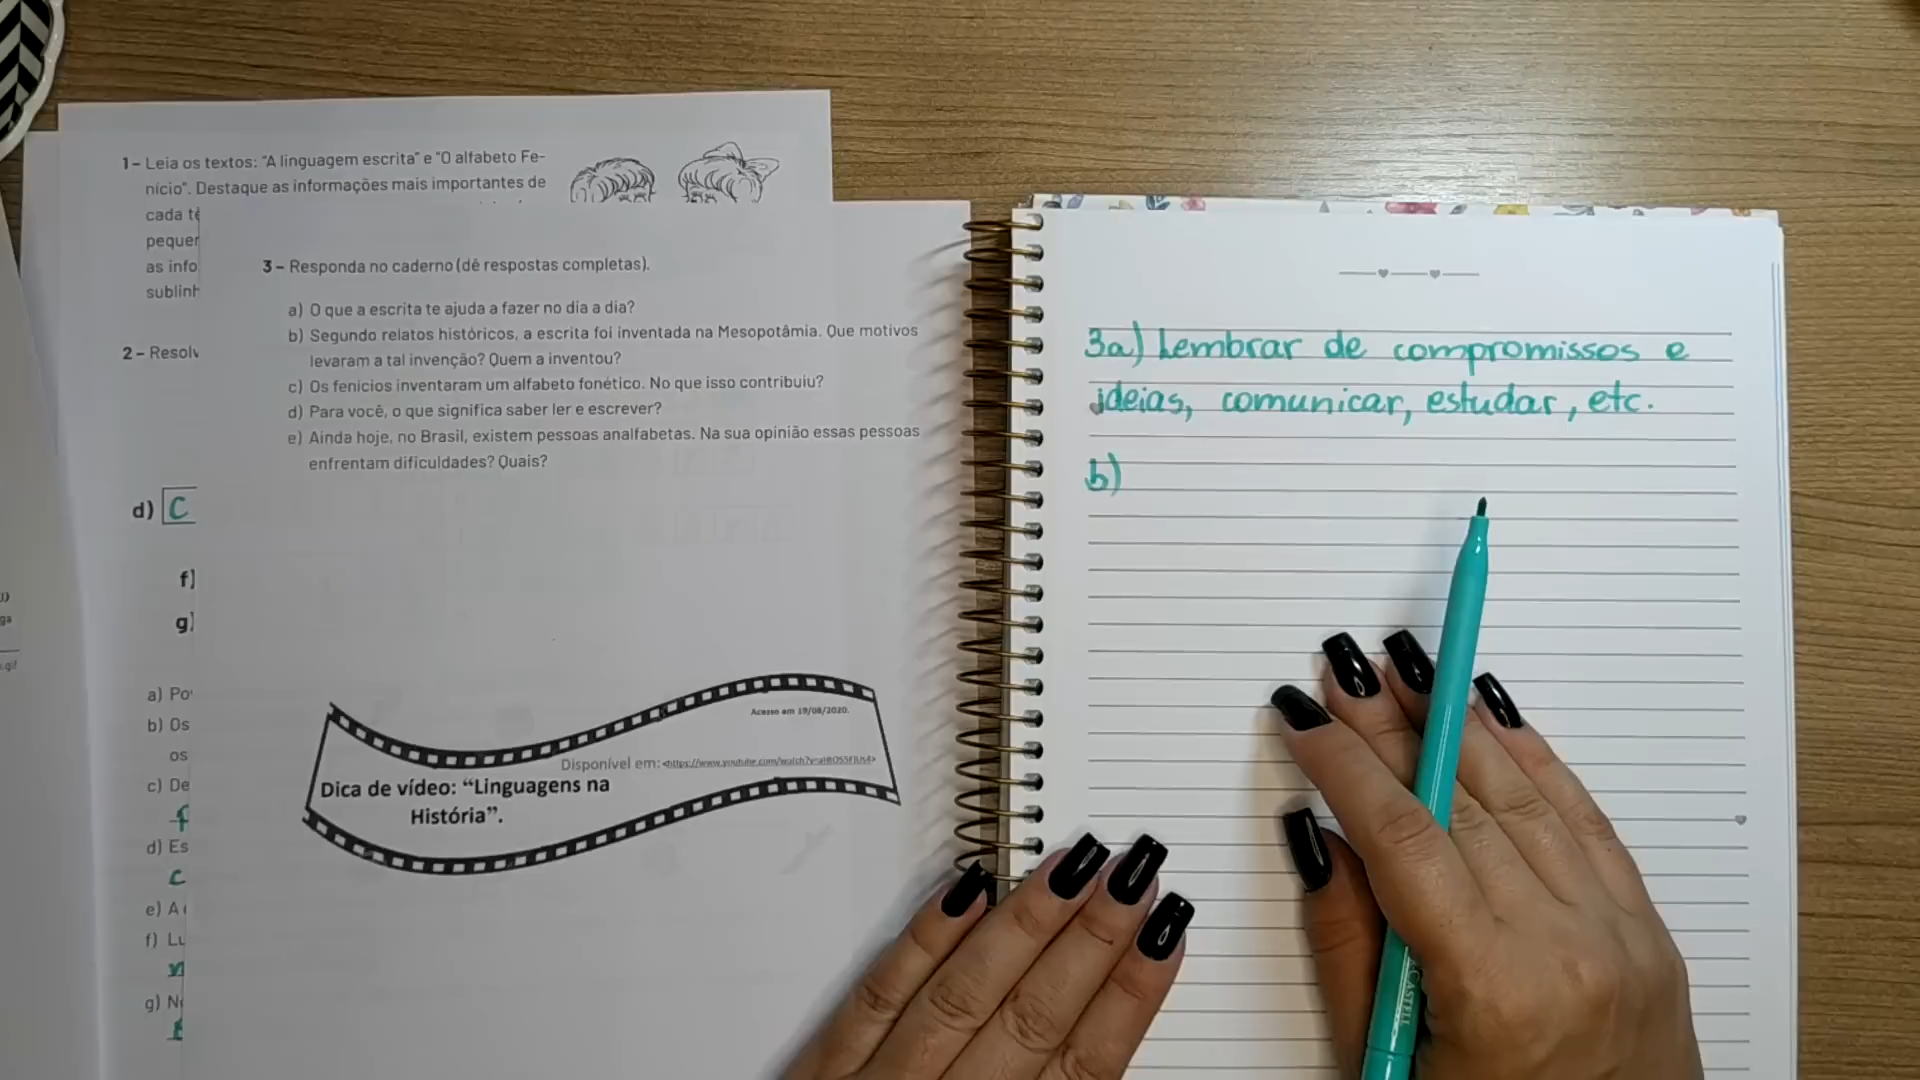 1 - Leia os textos: "A linguagem escrita" e "O alfabeto Fe-
nício". Destaque as informações mais importantes de
cada
as
2 -
d) C
f)
g)
a)
b) Os
os
c) De
f
d) Es
c
e) A
f)
g)
3 - Responda no caderno (dê respostas completas).
a) O que a escrita te ajuda a fazer no dia a dia?
b) Segundo relatos históricos, a escrita foi inventada na Mesopotâmia. Que motivos
levaram a tal invenção? Quem a inventou?
c) Os fenícios inventaram um alfabeto fonético. No que isso contribuiu?
d) Para você, o que significa saber ler e escrever?
e) Ainda hoje, no Brasil, existem pessoas analfabetas. Na sua opinião essas pessoas
enfrentam dificuldades? Quais?
Acesso em 19/08/2020.
Disponível em:
Dica de vídeo: "Linguagens na
História".
3a) Lembrar de compromissos e
ideias, comunicar, estudar, etc.
b)
CASTELL